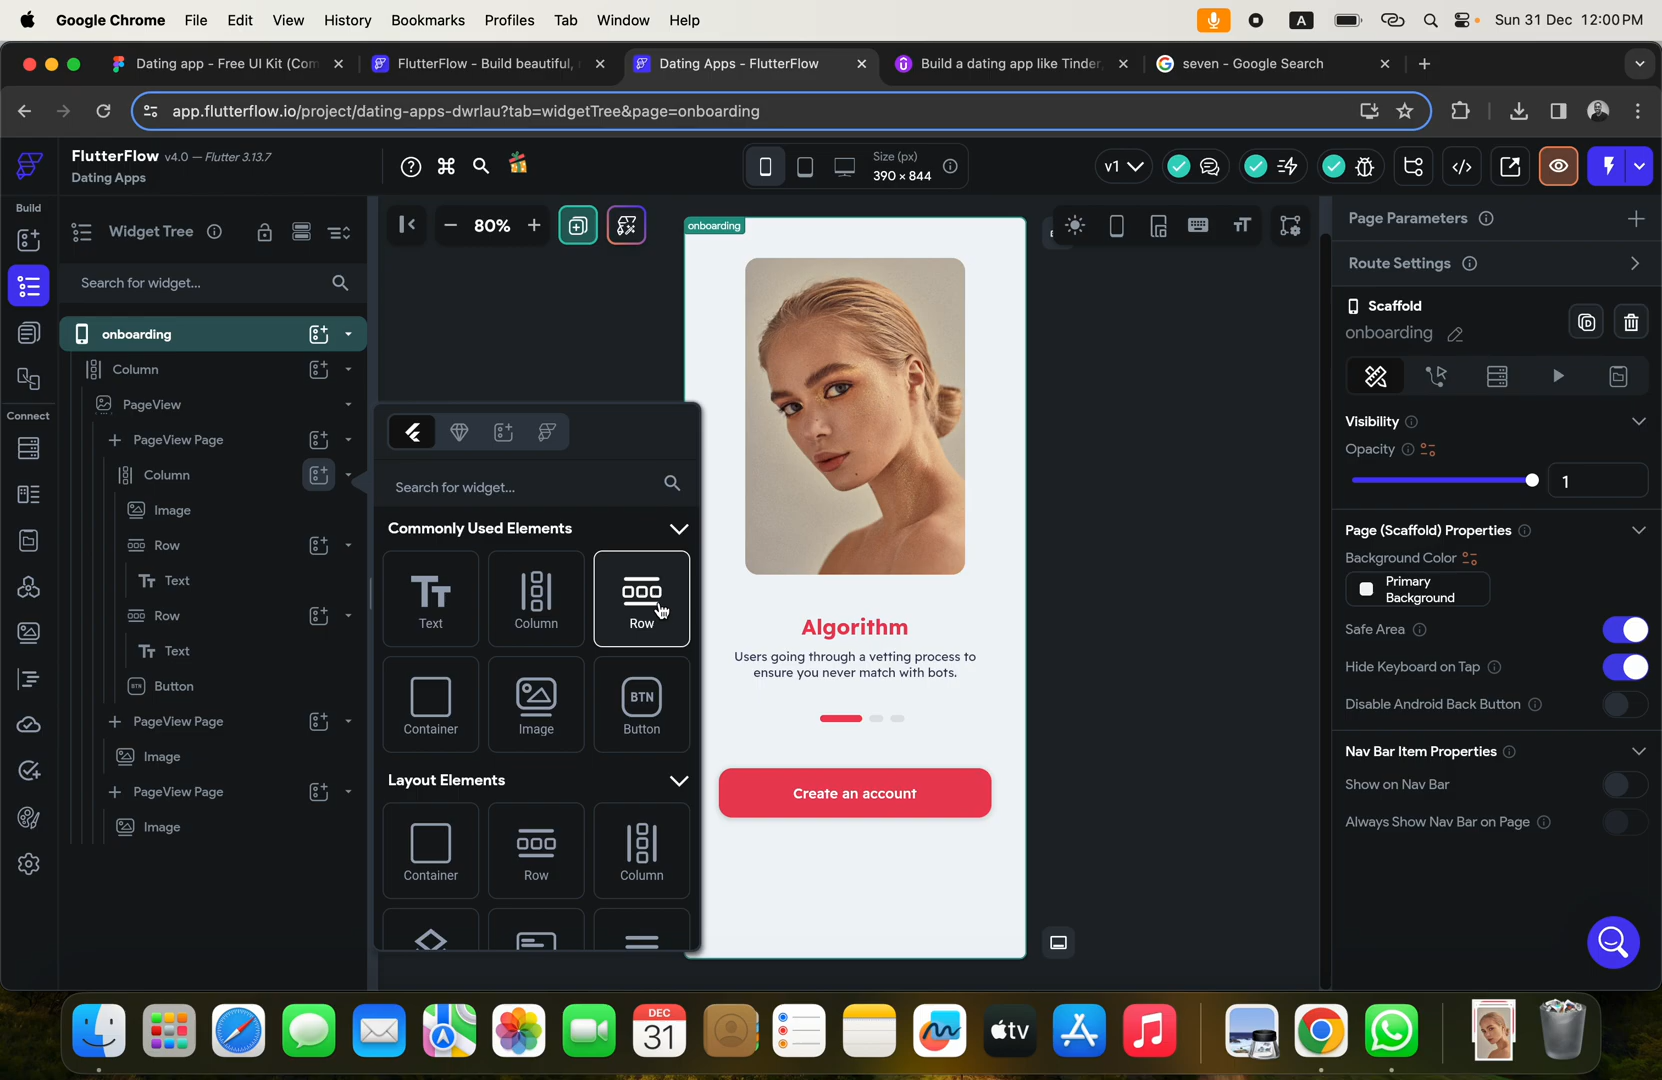 Google Chrome File Edit View History Bookmarks Profiles Tab Window Help A Sun 31 Dec 12:00 PM
Dating app - Free UI Kit (Com FlutterFlow - Build beautiful, Dating Apps - FlutterFlow Build a dating app like Tinder, seven - Google Search
app.flutterflow.io/project/dating-apps-dwrlau?tab=widgetTree&page=onboarding
FlutterFlow v4.0 – Flutter 3.13.7
Dating Apps
Size (px)
390 × 844
v1
Build
Connect
Widget Tree
Search for widget...
onboarding
Column
PageView
PageView Page
Column
Image
Row
Text
Row
Text
BTN Button
PageView Page
Image
PageView Page
Image
80%
Search for widget...
Commonly Used Elements
Text Column Row
Container Image BTN Button
Layout Elements
Container Row Column
onboarding
Algorithm
Users going through a vetting process to
ensure you never match with bots.
Create an account
Page Parameters
Route Settings
Scaffold
onboarding
Visibility
Opacity
1
Page (Scaffold) Properties
Background Color
Primary
Background
Safe Area
Hide Keyboard on Tap
Disable Android Back Button
Nav Bar Item Properties
Show on Nav Bar
Always Show Nav Bar on Page
DEC
31
tv